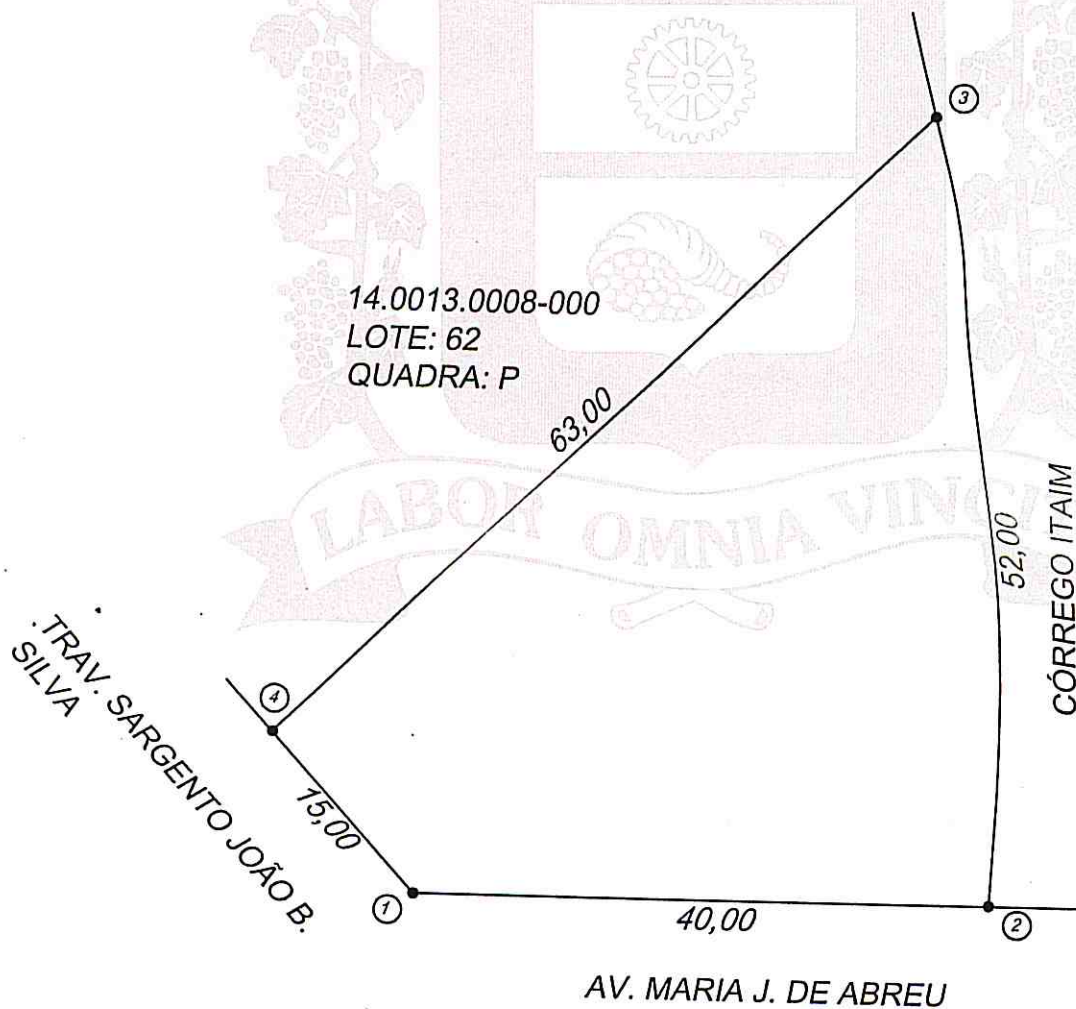 3
14.0013.0008-000
LOTE: 62
QUADRA: P
63,00
LABOR OMNIA VINCI
52,00
CÓRREGO ITAIM
.TRAV. SARGENTO JOÃO B.
SILVA
4
15,00
1
40,00
2
AV. MARIA J. DE ABREU